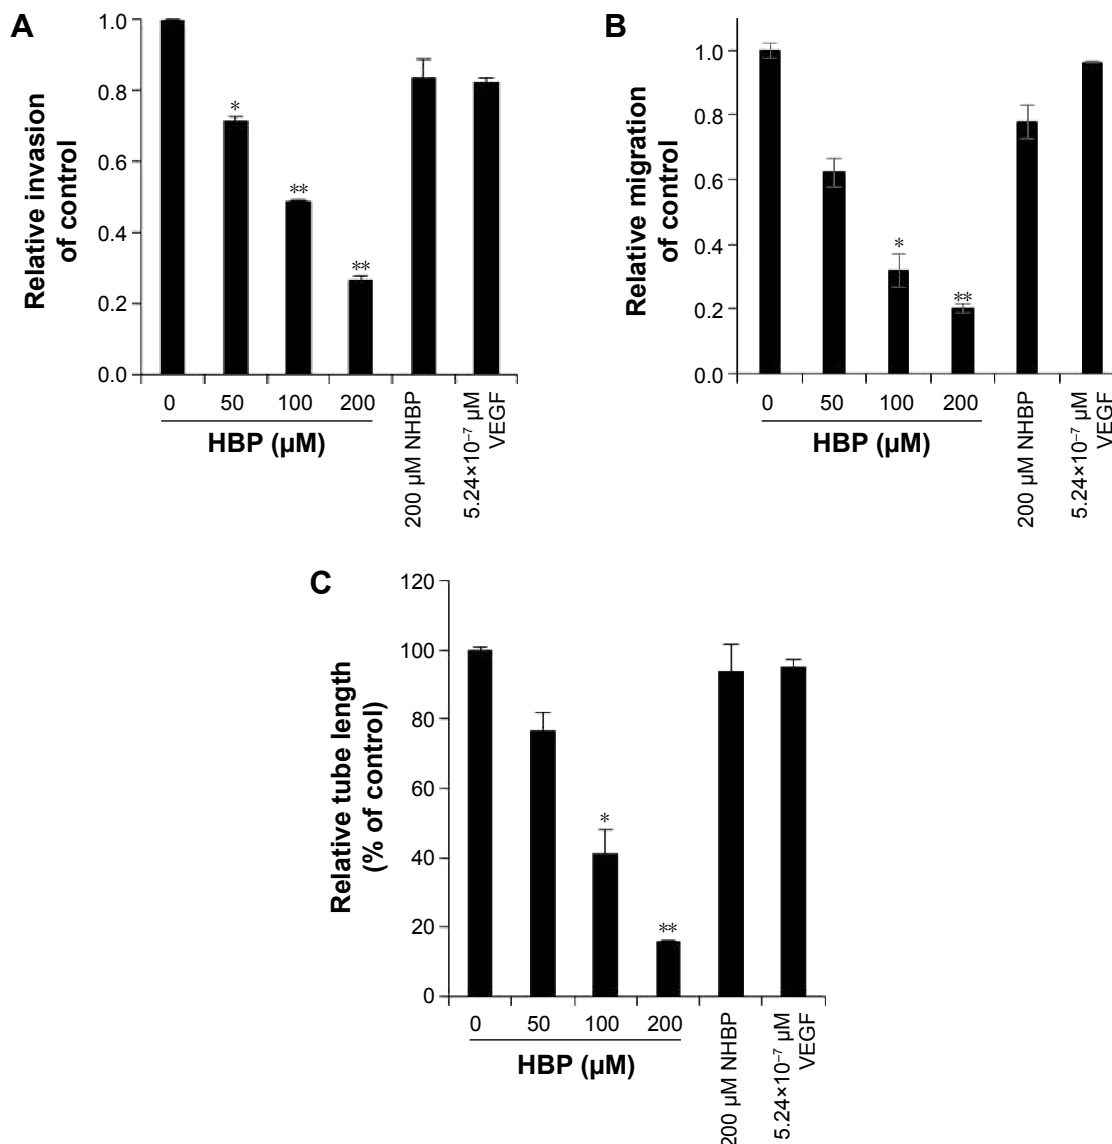 A
Relative invasion
of control
1.0
0.8
0.6
0.4
0.2
0.0
*
**
**
0 50 100 200
HBP (µM)
200 µM NHBP
5.24×10⁻⁷ µM
VEGF
B
Relative migration
of control
1.0
0.8
0.6
0.4
0.2
0.0
*
**
0 50 100 200
HBP (µM)
200 µM NHBP
5.24×10⁻⁷ µM
VEGF
C
Relative tube length
(% of control)
120
100
80
60
40
20
0
*
**
0 50 100 200
HBP (µM)
200 µM NHBP
5.24×10⁻⁷ µM
VEGF